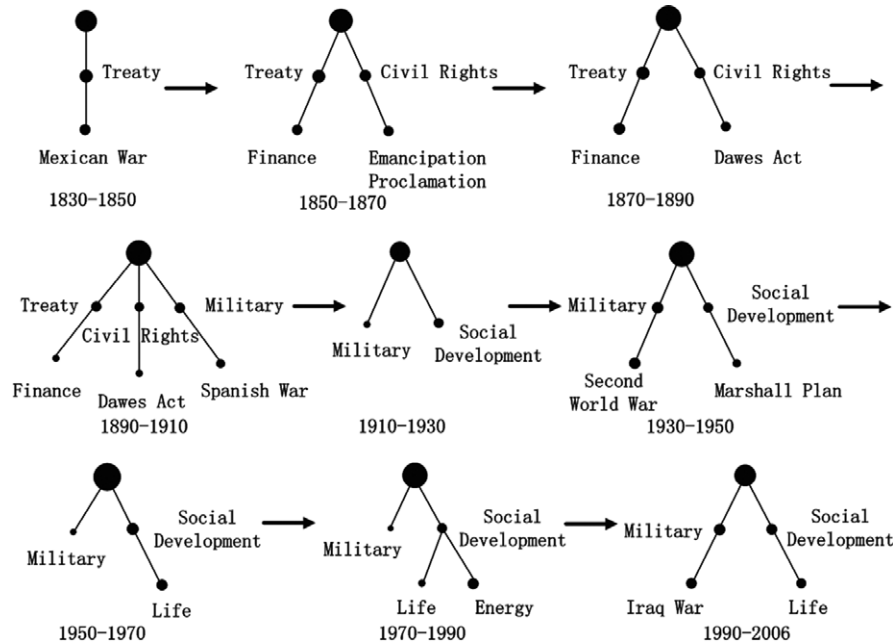 Treaty
Mexican War
1830-1850
Treaty
Civil Rights
Finance
Emancipation
Proclamation
1850-1870
Treaty
Civil Rights
Finance
Dawes Act
1870-1890
Treaty
Civil Rights
Military
Finance
Dawes Act
Spanish War
1890-1910
Military
Social
Development
1910-1930
Military
Social
Development
Second
World War
Marshall Plan
1930-1950
Military
Social
Development
Life
1950-1970
Military
Social
Development
Life
Energy
1970-1990
Military
Social
Development
Iraq War
Life
1990-2006